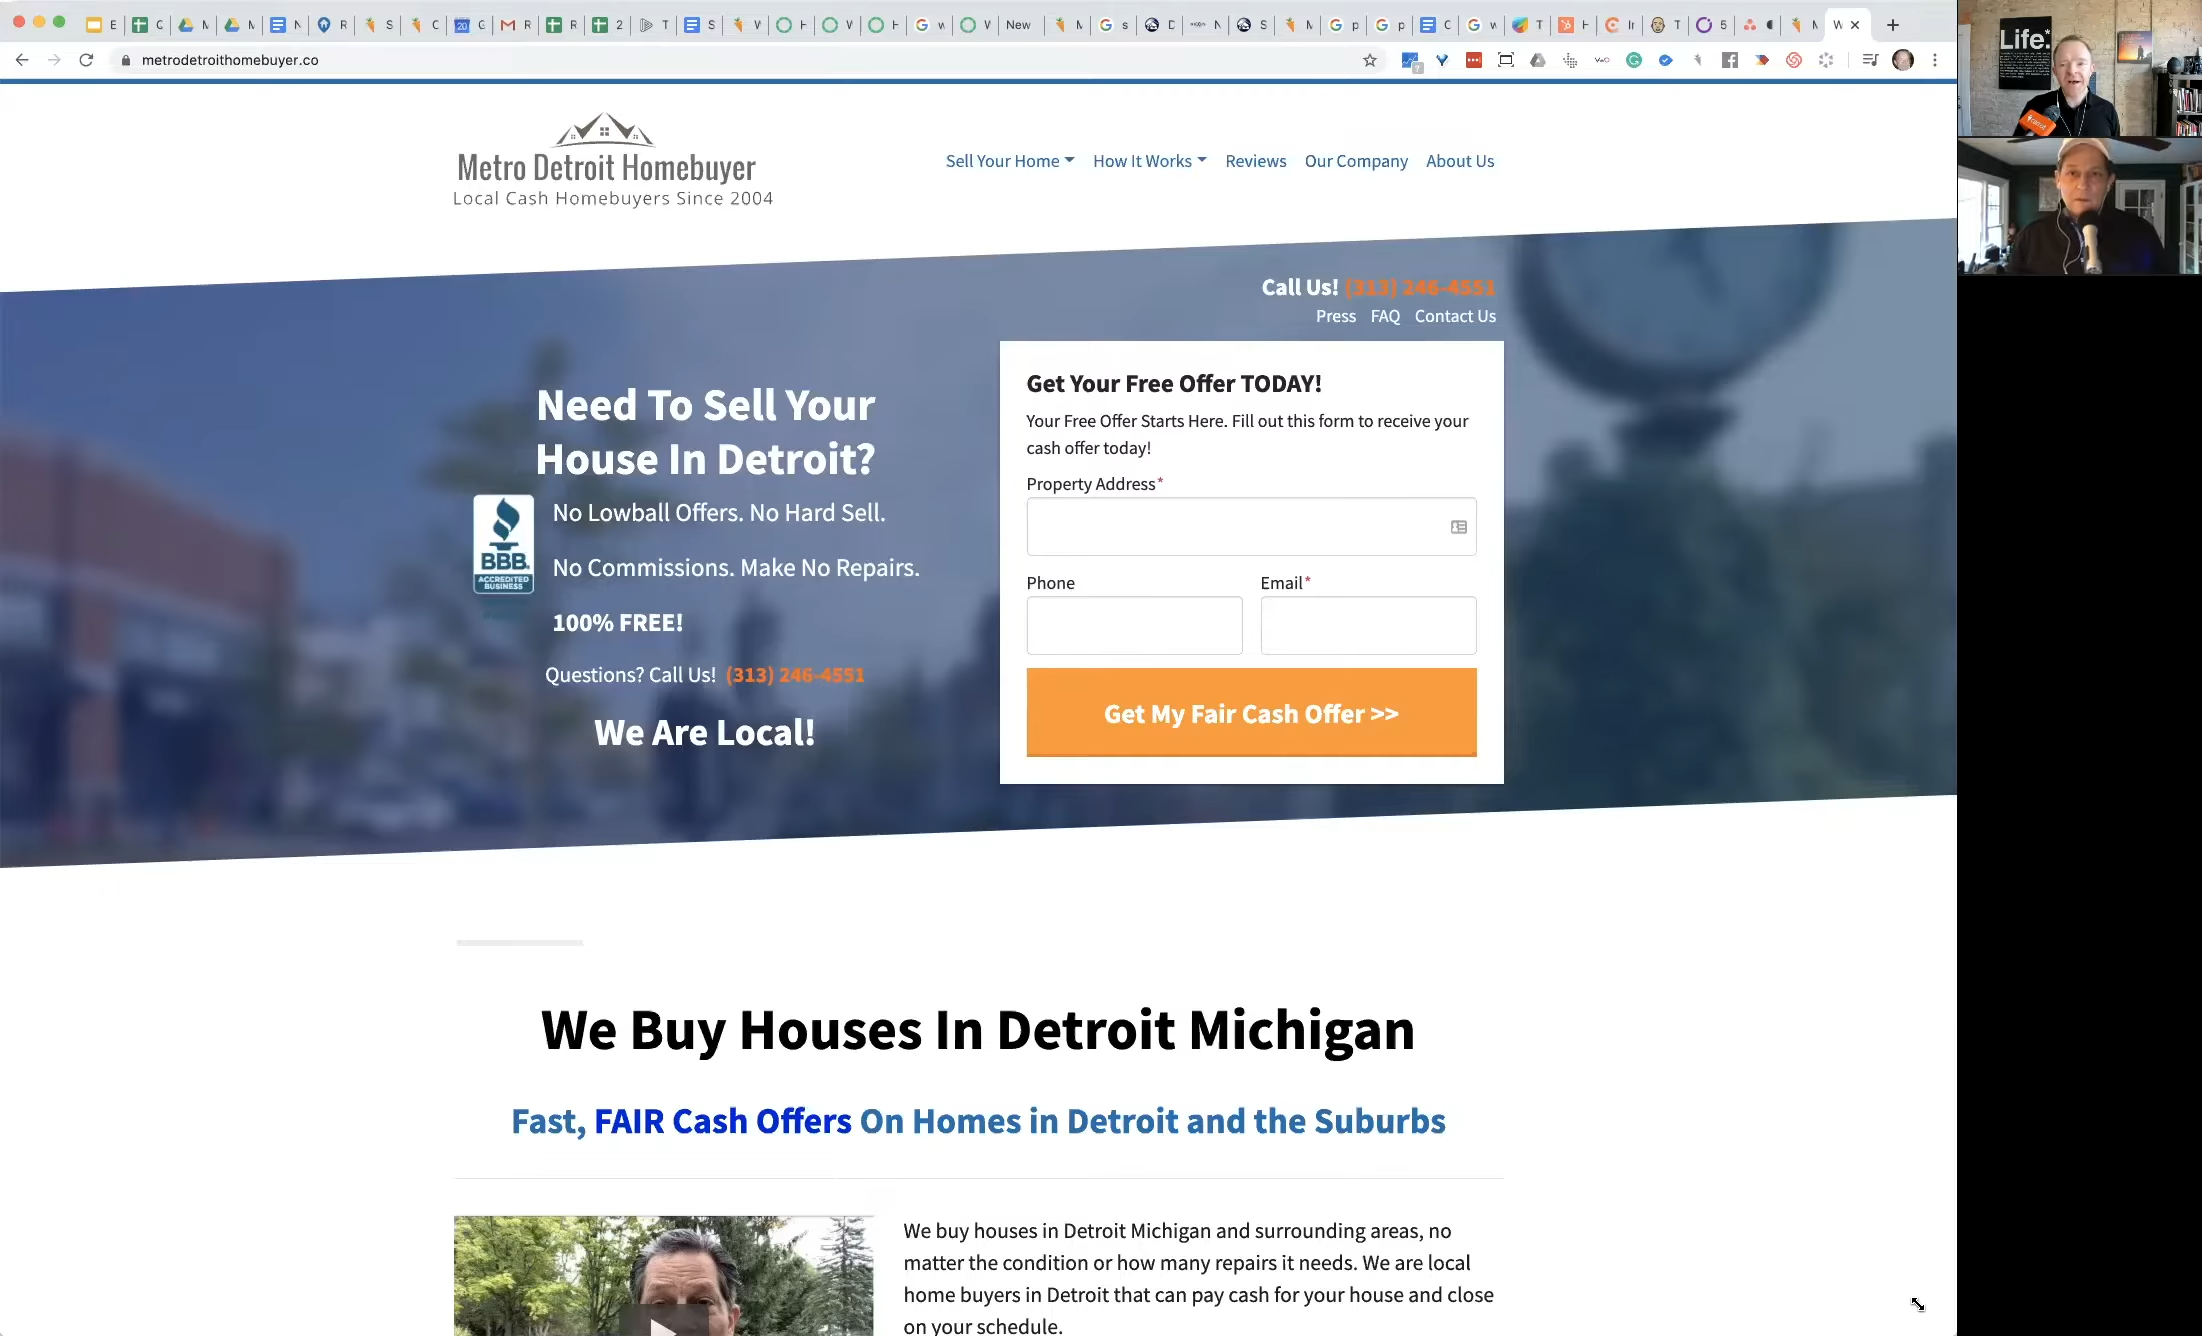 E G M M N R S C 20 G R R 2 T S V H V H G v V New M G s D N S M G p G p C G v T H Ir T 5 M W
metrodetroithomebuyer.co
Life.*
Metro Detroit Homebuyer
Local Cash Homebuyers Since 2004
Sell Your Home How It Works Reviews Our Company About Us
Call Us! (313) 246-4551
Press FAQ Contact Us
Need To Sell Your
House In Detroit?
BBB.
ACCREDITED
BUSINESS
No Lowball Offers. No Hard Sell.
No Commissions. Make No Repairs.
100% FREE!
Questions? Call Us! (313) 246-4551
We Are Local!
Get Your Free Offer TODAY!
Your Free Offer Starts Here. Fill out this form to receive your
cash offer today!
Property Address*
Phone Email*
Get My Fair Cash Offer >>
We Buy Houses In Detroit Michigan
Fast, FAIR Cash Offers On Homes in Detroit and the Suburbs
We buy houses in Detroit Michigan and surrounding areas, no
matter the condition or how many repairs it needs. We are local
home buyers in Detroit that can pay cash for your house and close
on your schedule.